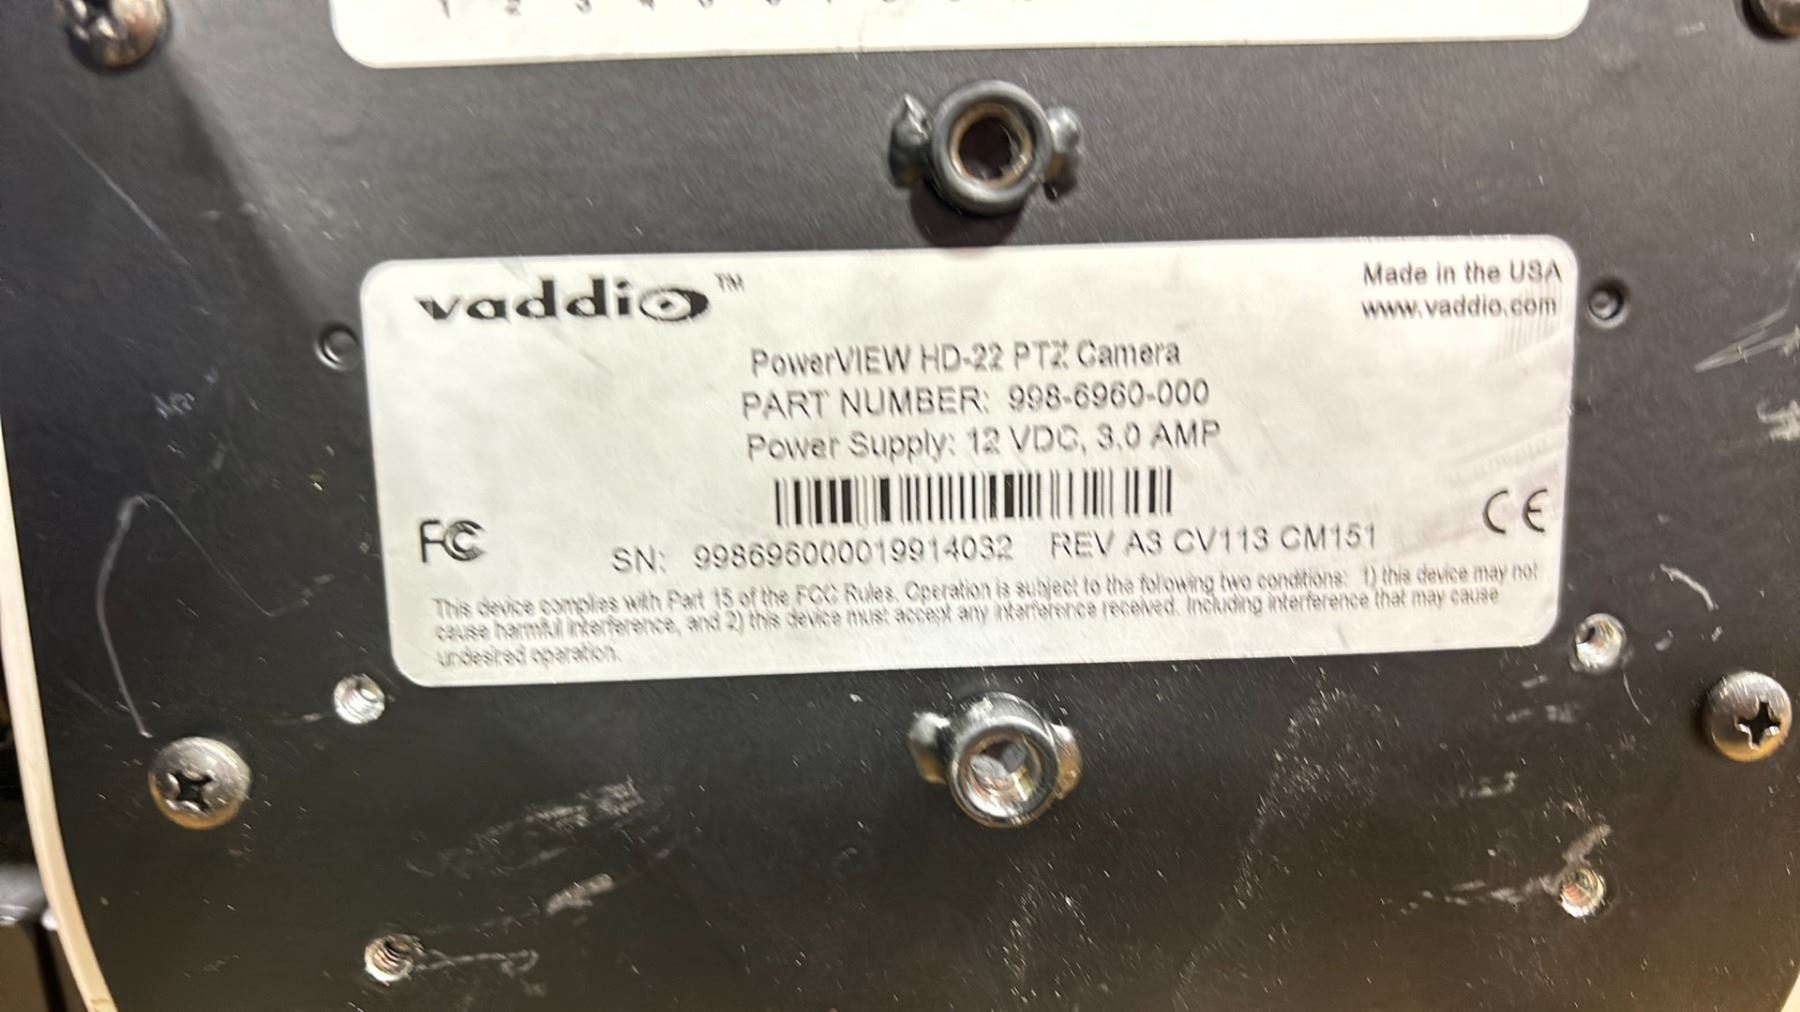 vaddio™
Made in the USA
www.vaddio.com
PowerVIEW HD-22 PTZ Camera
PART NUMBER: 998-6960-000
Power Supply: 12 VDC, 3.0 AMP
FC
CE
SN: 998696000019914032 REV A3 CV113 CM151
This device complies with Part 15 of the FCC Rules. Operation is subject to the following two conditions: 1) this device may not
cause harmful interference, and 2) this device must accept any interference received. Including interference that may cause
undesired operation.